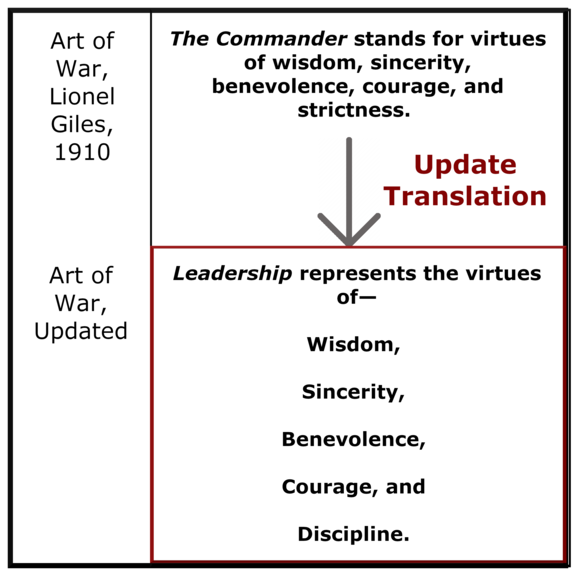 Art of
War,
Lionel
Giles,
1910
The Commander stands for virtues
of wisdom, sincerity,
benevolence, courage, and
strictness.
Update
Translation
Art of
War,
Updated
Leadership represents the virtues
of—
Wisdom,
Sincerity,
Benevolence,
Courage, and
Discipline.